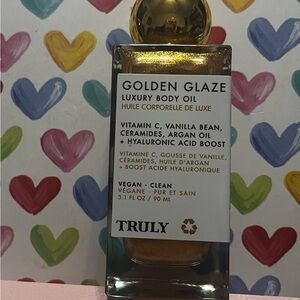 GOLDEN GLAZE
LUXURY BODY OIL
HUILE CORPORELLE DE LUXE
VITAMIN C, VANILLA BEAN,
CERAMIDES, ARGAN OIL
+ HYALURONIC ACID BOOST
VITAMINE C, GOUSSE DE VANILLE,
CÉRAMIDES, HUILE D'ARGAN
+ BOOST ACIDE HYALURONIQUE
VEGAN - CLEAN
VÉGANE - PUR ET SAIN
3.1 FL OZ / 90 ML
TRULY